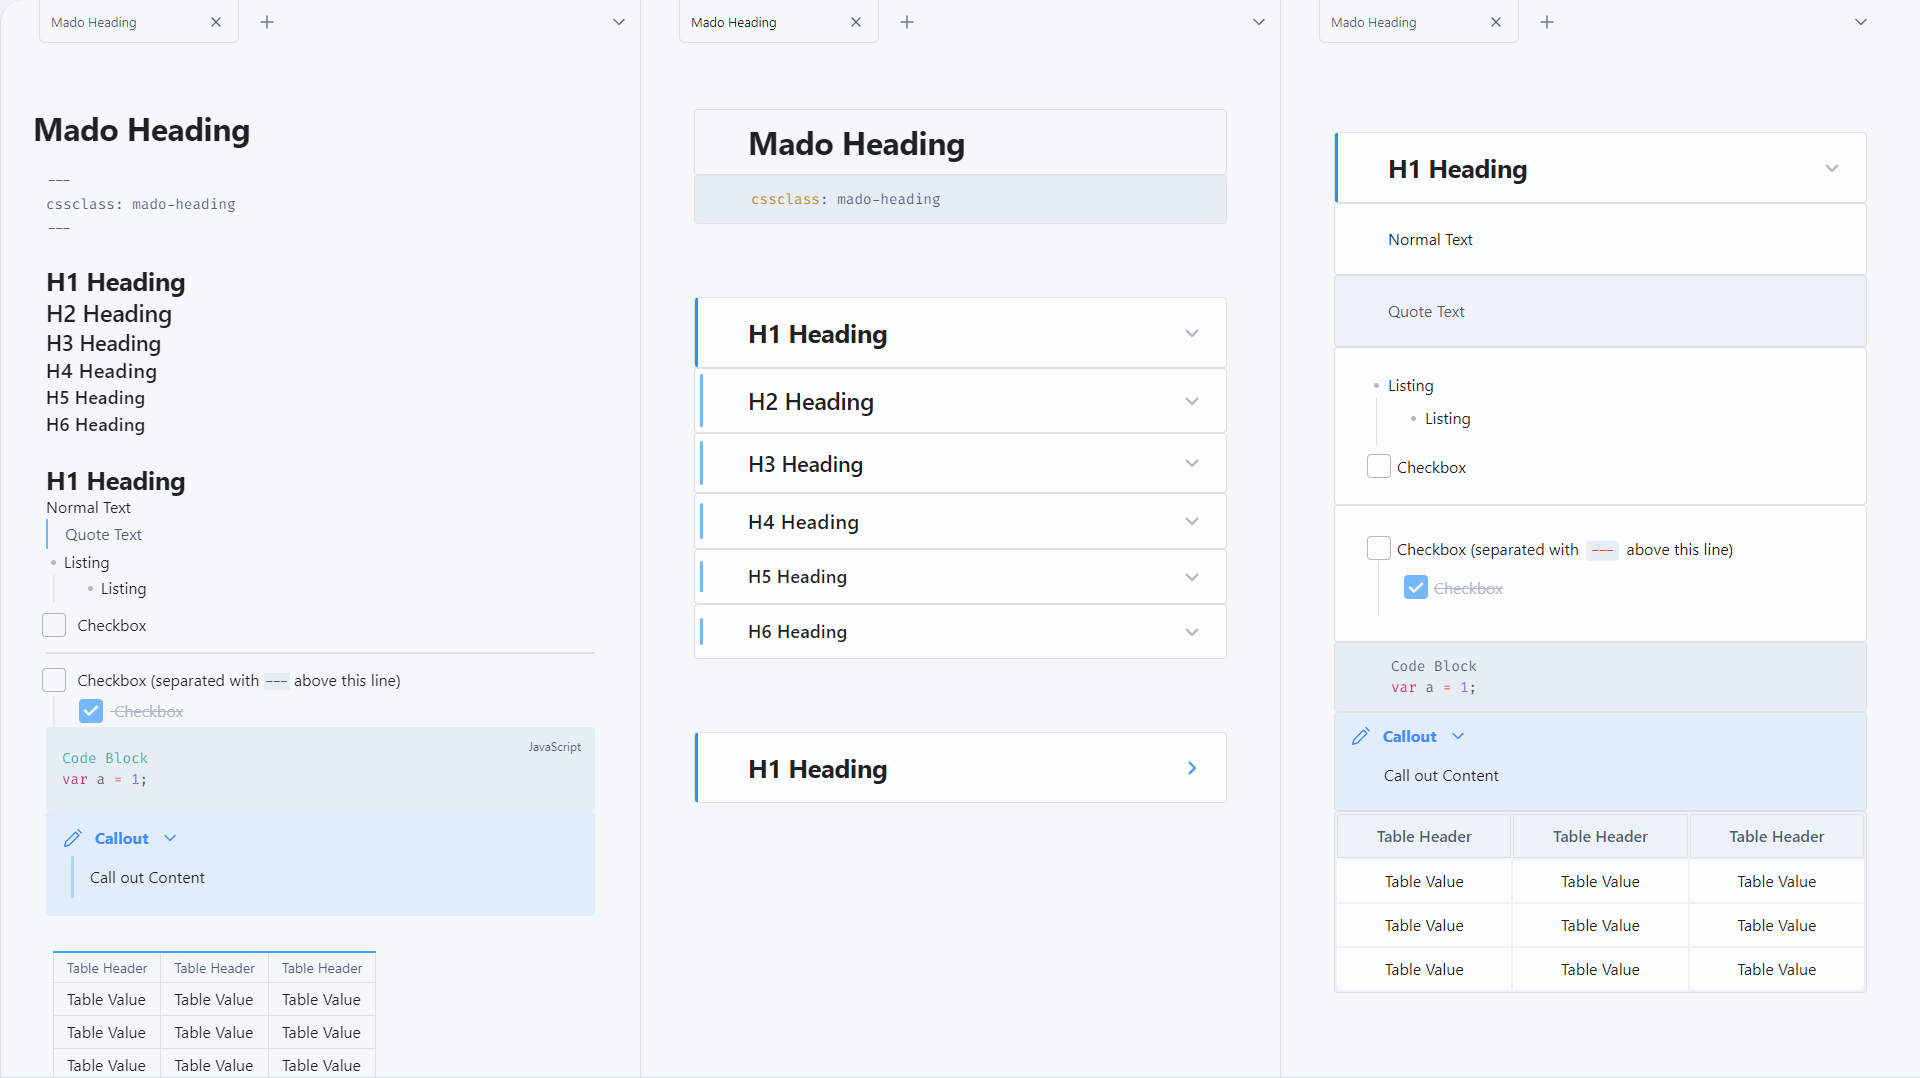 Mado Heading
Mado Heading
---
cssclass: mado-heading
---
H1 Heading
H2 Heading
H3 Heading
H4 Heading
H5 Heading
H6 Heading
H1 Heading
Normal Text
Quote Text
Listing
Listing
Checkbox
Checkbox (separated with --- above this line)
Checkbox
JavaScript
Code Block
var a = 1;
Callout
Call out Content
Table Header Table Header Table Header
Table Value Table Value Table Value
Table Value Table Value Table Value
Table Value Table Value Table Value
Mado Heading
Mado Heading
cssclass: mado-heading
H1 Heading
H2 Heading
H3 Heading
H4 Heading
H5 Heading
H6 Heading
H1 Heading
Mado Heading
H1 Heading
Normal Text
Quote Text
Listing
Listing
Checkbox
Checkbox (separated with --- above this line)
Checkbox
Code Block
var a = 1;
Callout
Call out Content
Table Header Table Header Table Header
Table Value Table Value Table Value
Table Value Table Value Table Value
Table Value Table Value Table Value